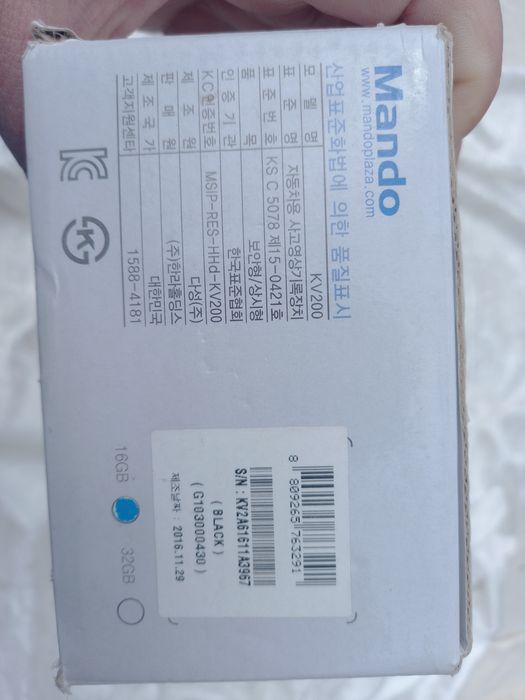 Mando
www.mandoplaza.com
산업표준화법에 의한 품질표시
모 델 명 KV200
표 준 명 자동차용 사고영상기록장치
표준번호 KS C 5078 제15-0421호
품 목 보안형/상시형
인증기관 한국표준협회
KC인증번호 MSIP-RES-HHd-KV200
제 조 원 다성(주)
판 매 원 (주)한라홀딩스
제조국가 대한민국
고객지원센터 1588-4181
8 809265 763291
S/N : KV2A61611A3967
( BLACK )
( G103000430 )
제조날짜 : 2016.11.29
16GB 32GB